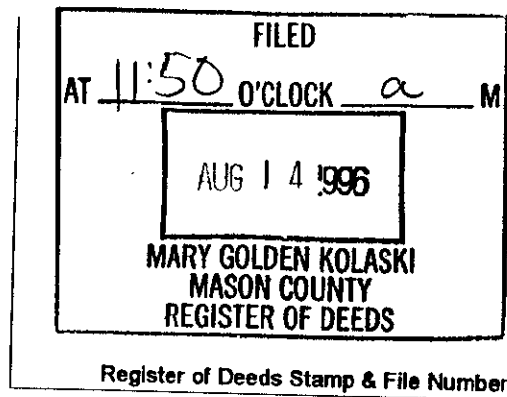 FILED
AT 11:50 O'CLOCK a M
AUG 14 1996
MARY GOLDEN KOLASKI
MASON COUNTY
REGISTER OF DEEDS
Register of Deeds Stamp & File Number